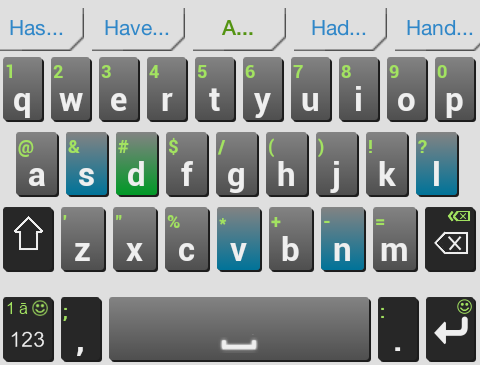 Has... Have... A... Had... Hand...
1 2 3 4 5 6 7 8 9 0
q w e r t y u i o p
@ & # $ / ( ) ! ?
a s d f g h j k l
' " % * + - =
z x c v b n m
1 ā ; :
123 , .